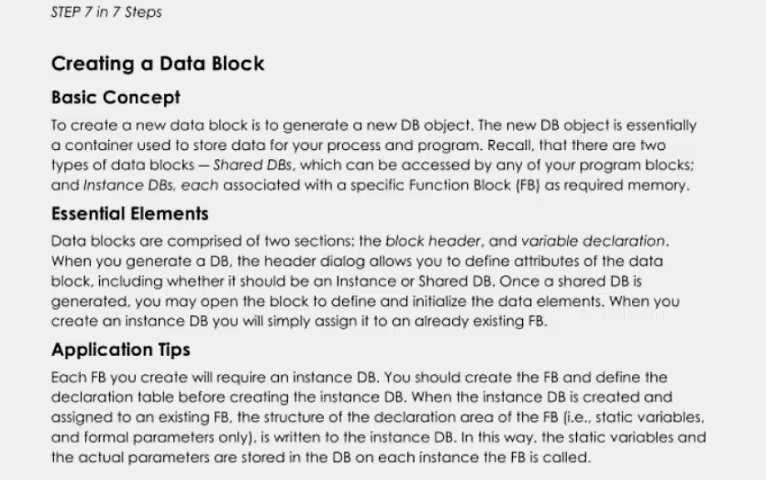 STEP 7 in 7 Steps
Creating a Data Block
Basic Concept
To create a new data block is to generate a new DB object. The new DB object is essentially
a container used to store data for your process and program. Recall, that there are two
types of data blocks — Shared DBs, which can be accessed by any of your program blocks;
and Instance DBs, each associated with a specific Function Block (FB) as required memory.
Essential Elements
Data blocks are comprised of two sections: the block header, and variable declaration.
When you generate a DB, the header dialog allows you to define attributes of the data
block, including whether it should be an Instance or Shared DB. Once a shared DB is
generated, you may open the block to define and initialize the data elements. When you
create an instance DB you will simply assign it to an already existing FB.
Application Tips
Each FB you create will require an instance DB. You should create the FB and define the
declaration table before creating the instance DB. When the instance DB is created and
assigned to an existing FB, the structure of the declaration area of the FB (i.e., static variables,
and formal parameters only), is written to the instance DB. In this way, the static variables and
the actual parameters are stored in the DB on each instance the FB is called.